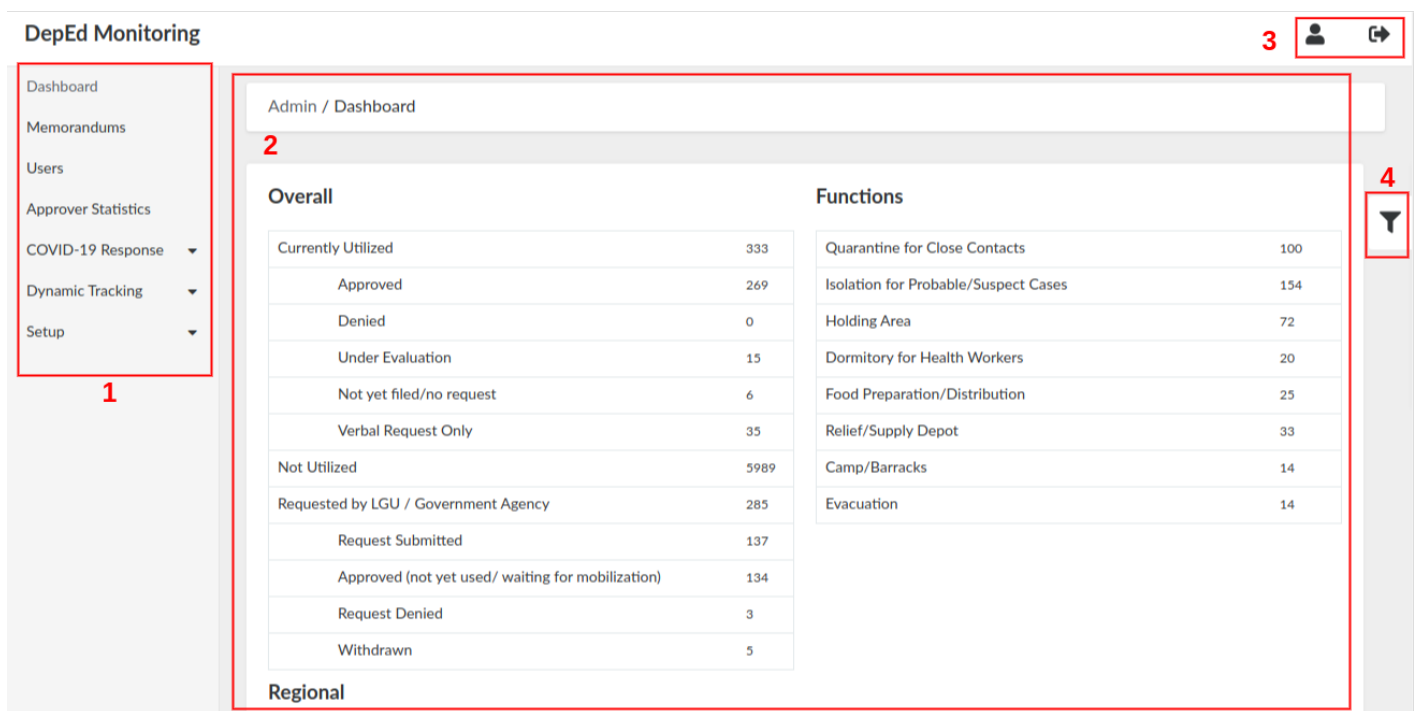 DepEd Monitoring
3
Dashboard
Memorandums
Users
Approver Statistics
COVID-19 Response
Dynamic Tracking
Setup
1
Admin / Dashboard
2
Overall
Currently Utilized 333
Approved 269
Denied 0
Under Evaluation 15
Not yet filed/no request 6
Verbal Request Only 35
Not Utilized 5989
Requested by LGU / Government Agency 285
Request Submitted 137
Approved (not yet used/ waiting for mobilization) 134
Request Denied 3
Withdrawn 5
Regional
Functions
Quarantine for Close Contacts 100
Isolation for Probable/Suspect Cases 154
Holding Area 72
Dormitory for Health Workers 20
Food Preparation/Distribution 25
Relief/Supply Depot 33
Camp/Barracks 14
Evacuation 14
4